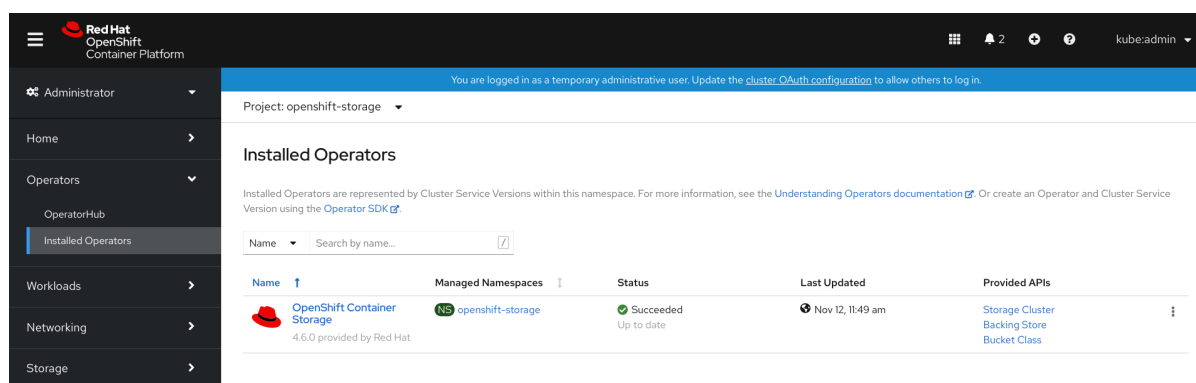 Red Hat
OpenShift
Container Platform
2
kube:admin
You are logged in as a temporary administrative user. Update the cluster OAuth configuration to allow others to log in.
Administrator
Project: openshift-storage
Home
Installed Operators
Operators
Installed Operators are represented by Cluster Service Versions within this namespace. For more information, see the Understanding Operators documentation. Or create an Operator and Cluster Service
Version using the Operator SDK.
OperatorHub
Installed Operators
Name
Search by name...
/
Workloads
Name
Managed Namespaces
Status
Last Updated
Provided APIs
OpenShift Container
Storage
4.6.0 provided by Red Hat
NS openshift-storage
Succeeded
Up to date
Nov 12, 11:49 am
Storage Cluster
Backing Store
Bucket Class
Networking
Storage